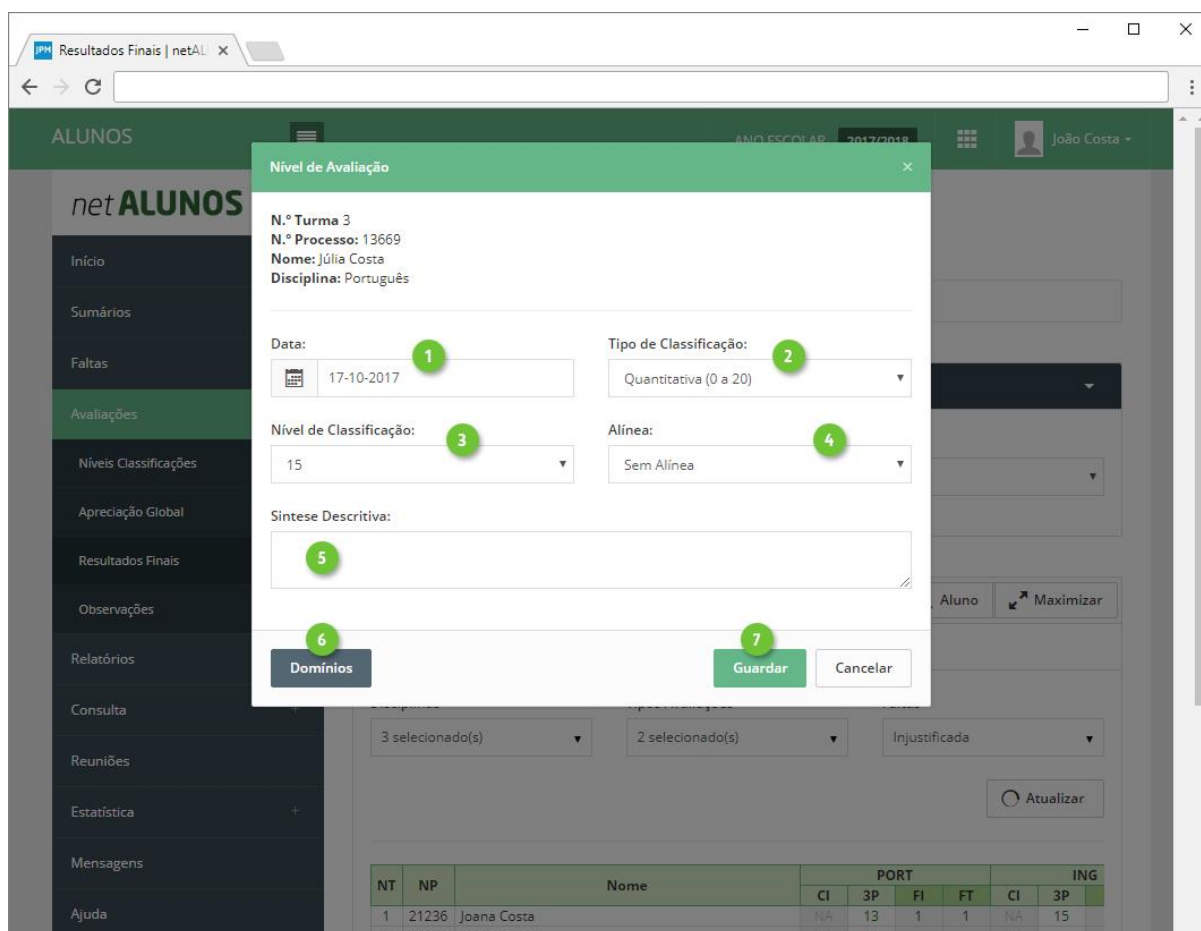 JPM Resultados Finais | netAL
ALUNOS
ANO ESCOLAR 2017/2018
João Costa
Nível de Avaliação
×
net ALUNOS
N.º Turma 3
N.º Processo: 13669
Nome: Júlia Costa
Disciplina: Português
Início
Sumários
Faltas
Avaliações
Níveis Classificações
Apreciação Global
Resultados Finais
Observações
Relatórios
Consulta +
Reuniões
Estatística +
Mensagens
Ajuda
Data: 1
17-10-2017
Tipo de Classificação: 2
Quantitativa (0 a 20)
Nível de Classificação: 3
15
Alínea: 4
Sem Alínea
Sintese Descritiva:
5
Aluno Maximizar
6 7
Domínios Guardar Cancelar
3 selecionado(s) 2 selecionado(s) Injustificada
Atualizar
NT NP Nome PORT ING
CI 3P FI FT CI 3P
1 21236 Joana Costa NA 13 1 1 NA 15